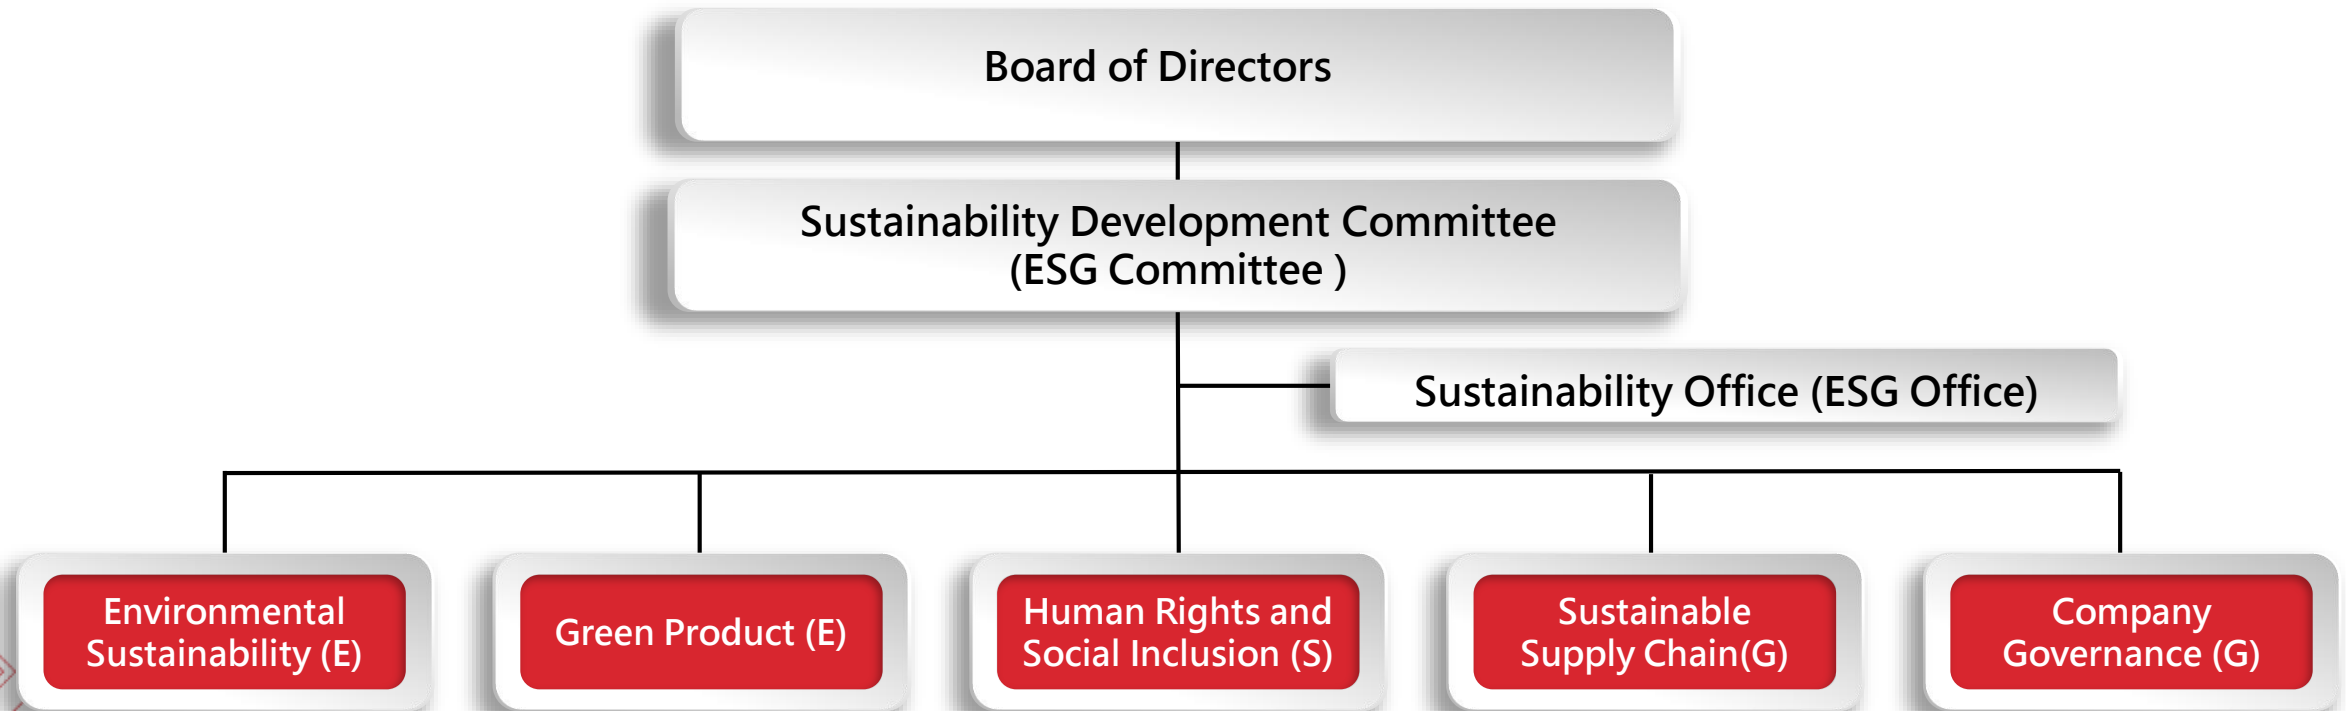 Board of Directors
Sustainability Development Committee
(ESG Committee )
Sustainability Office (ESG Office)
Environmental
Sustainability (E)
Green Product (E)
Human Rights and
Social Inclusion (S)
Sustainable
Supply Chain(G)
Company
Governance (G)